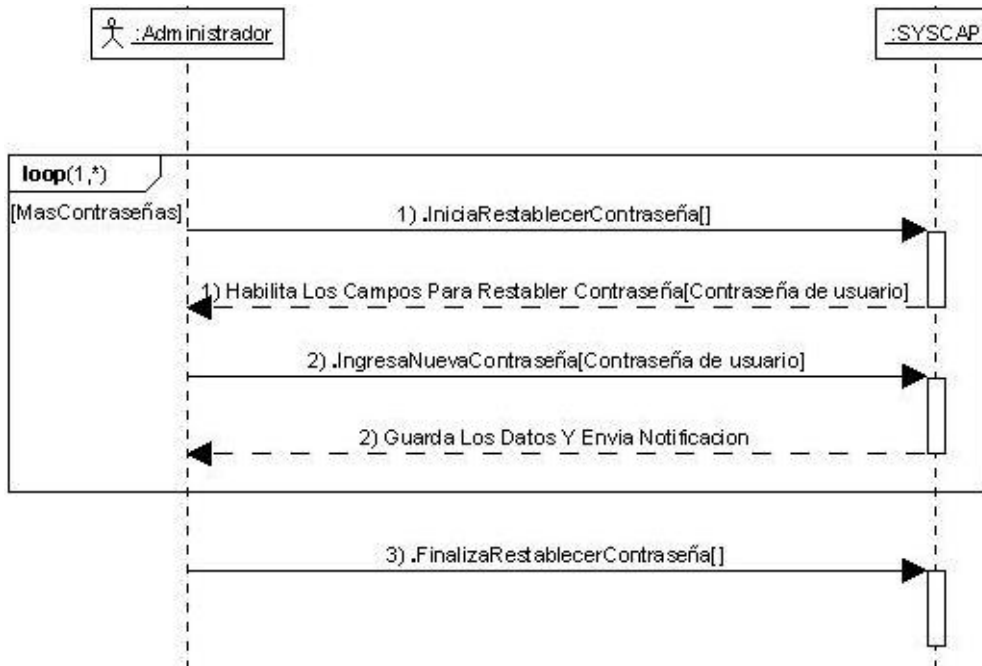 :Administrador
:SYSCAP
loop(1,*)
[MasContraseñas]
1) .IniciaRestablecerContraseña[]
1) Habilita Los Campos Para Restabler Contraseña[Contraseña de usuario]
2) .IngresaNuevaContraseña[Contraseña de usuario]
2) Guarda Los Datos Y Envia Notificacion
3) .FinalizaRestablecerContraseña[]